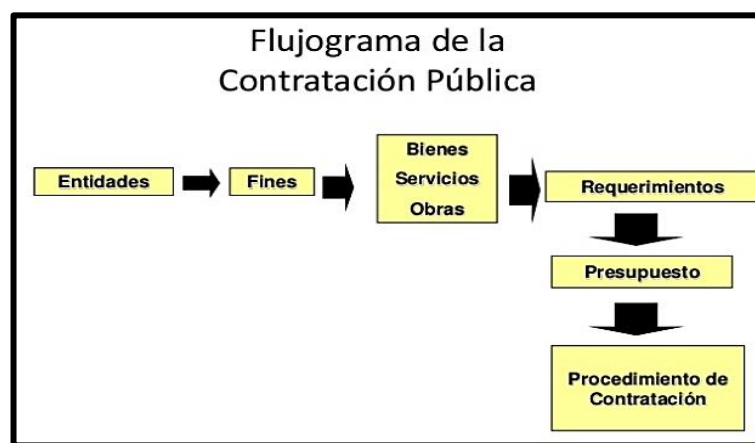 Flujograma de la
Contratación Pública
Entidades
Fines
Bienes
Servicios
Obras
Requerimientos
Presupuesto
Procedimiento de
Contratación